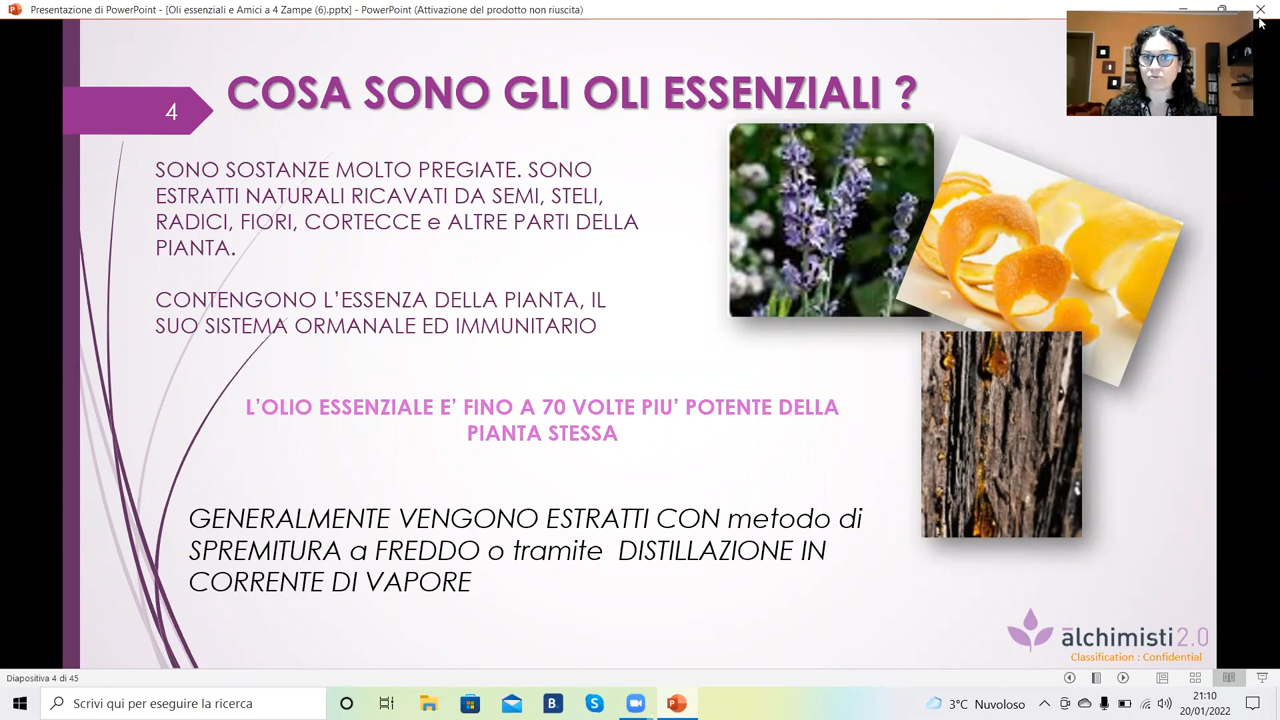 Presentazione di PowerPoint - [Oli essenziali e Amici a 4 Zampe (6).pptx] - PowerPoint (Attivazione del prodotto non riuscita)
4
COSA SONO GLI OLI ESSENZIALI ?
SONO SOSTANZE MOLTO PREGIATE. SONO
ESTRATTI NATURALI RICAVATI DA SEMI, STELI,
RADICI, FIORI, CORTECCE e ALTRE PARTI DELLA
PIANTA.
CONTENGONO L'ESSENZA DELLA PIANTA, IL
SUO SISTEMA ORMANALE ED IMMUNITARIO
L'OLIO ESSENZIALE E' FINO A 70 VOLTE PIU' POTENTE DELLA
PIANTA STESSA
GENERALMENTE VENGONO ESTRATTI CON metodo di
SPREMITURA a FREDDO o tramite DISTILLAZIONE IN
CORRENTE DI VAPORE
ālchimisti2.0
Classification : Confidential
Diapositiva 4 di 45
Scrivi qui per eseguire la ricerca
B.
3°C Nuvoloso
21:10
20/01/2022